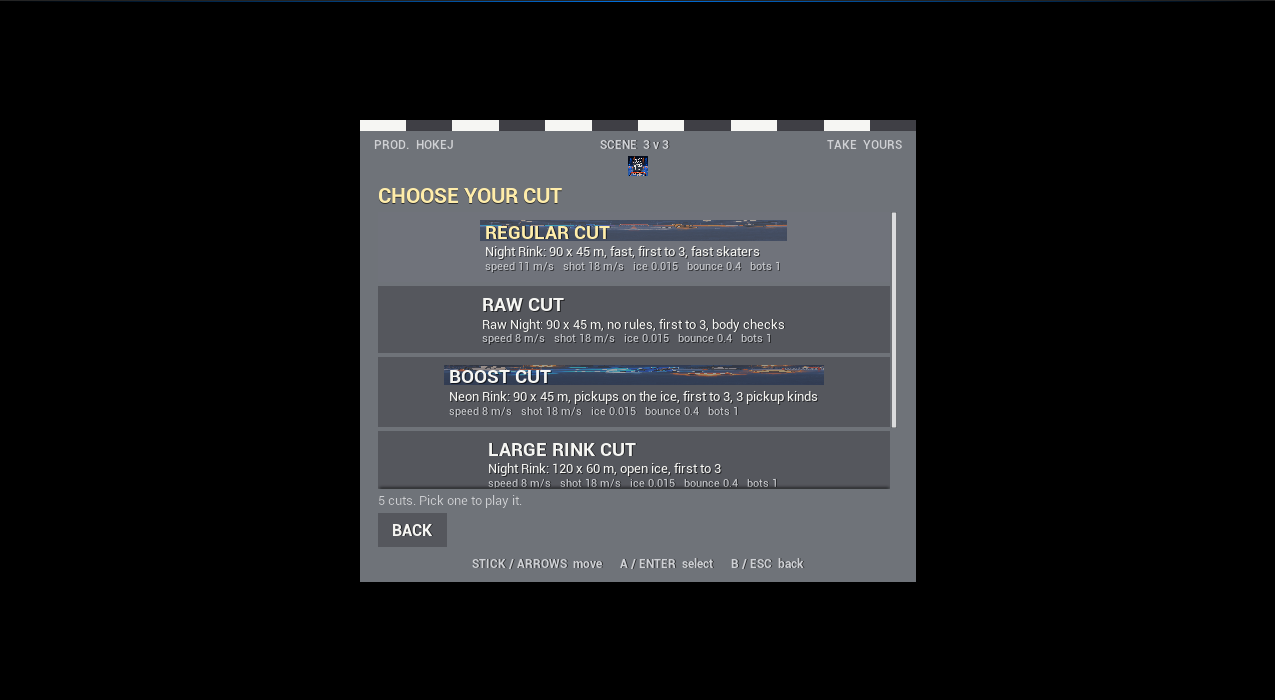 PROD. HOKEJ
SCENE 3 v 3
TAKE YOURS
CHOOSE YOUR CUT
REGULAR CUT
Night Rink: 90 x 45 m, fast, first to 3, fast skaters
speed 11 m/s shot 18 m/s ice 0.015 bounce 0.4 bots 1
RAW CUT
Raw Night: 90 x 45 m, no rules, first to 3, body checks
speed 8 m/s shot 18 m/s ice 0.015 bounce 0.4 bots 1
BOOST CUT
Neon Rink: 90 x 45 m, pickups on the ice, first to 3, 3 pickup kinds
speed 8 m/s shot 18 m/s ice 0.015 bounce 0.4 bots 1
LARGE RINK CUT
Night Rink: 120 x 60 m, open ice, first to 3
speed 8 m/s shot 18 m/s ice 0.015 bounce 0.4 bots 1
5 cuts. Pick one to play it.
BACK
STICK / ARROWS move A / ENTER select B / ESC back